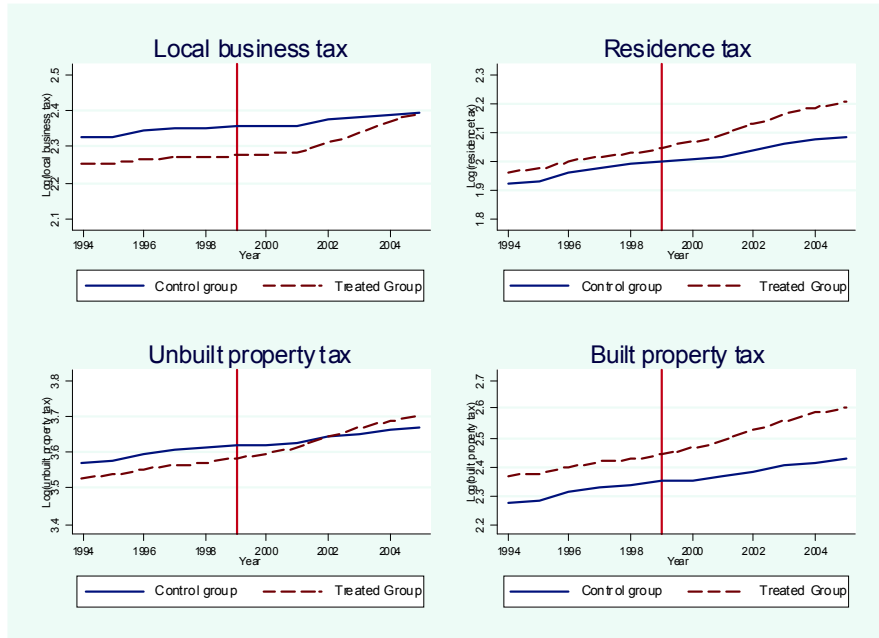 Local business tax
Log(local business tax)
2.5
2.4
2.3
2.2
2.1
1994 1996 1998 2000 2002 2004
Year
Control group Treated Group
Residence tax
Log(residence tax)
2.3
2.2
2.1
2
1.9
1.8
1994 1996 1998 2000 2002 2004
Year
Control group Treated Group
Unbuilt property tax
Log(unbuilt property tax)
3.8
3.7
3.6
3.5
3.4
1994 1996 1998 2000 2002 2004
Year
Control group Treated Group
Built property tax
Log(built property tax)
2.7
2.6
2.5
2.4
2.3
2.2
1994 1996 1998 2000 2002 2004
Year
Control group Treated Group